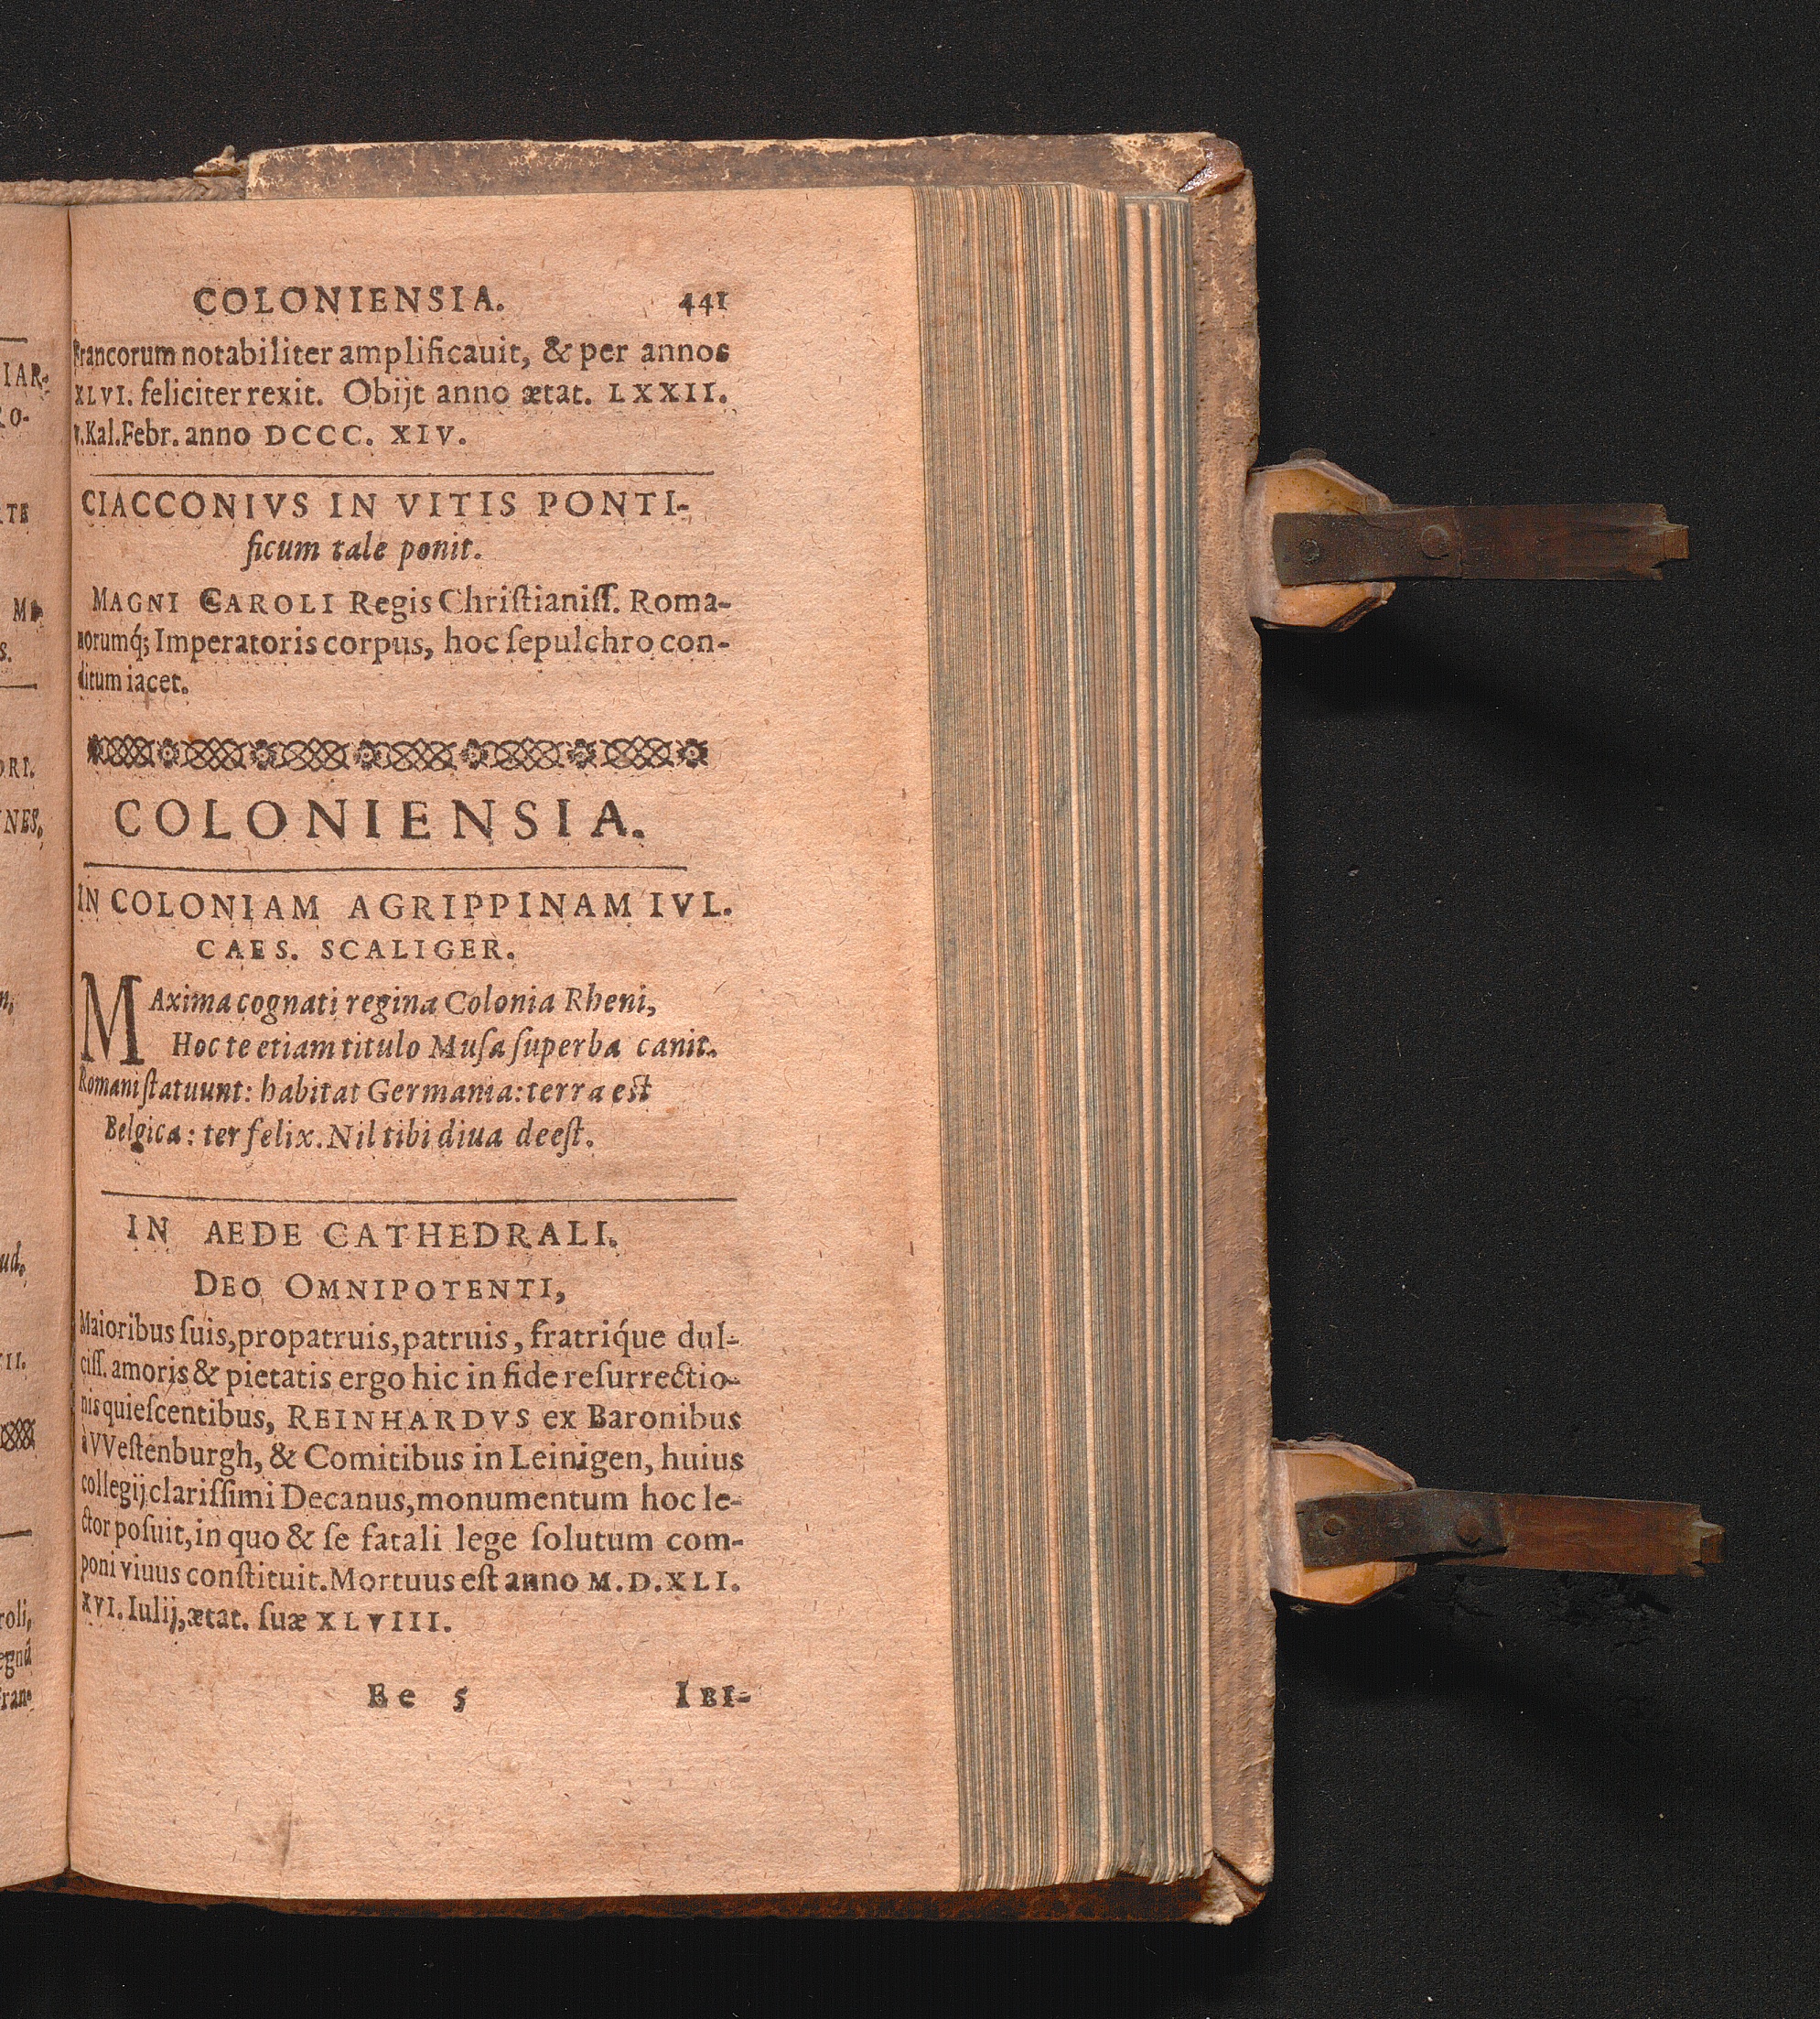 COLONIENSIA. 441
Francorum notabiliter amplificauit, & per annos
XLVI. feliciter rexit. Obijt anno ætat. LXXII.
v. Kal. Febr. anno DCCC. XIV.
CIACCONIVS IN VITIS PONTI-
ficum tale ponit.
MAGNI CAROLI Regis Christianiss. Roma-
norumq́; Imperatoris corpus, hoc sepulchro con-
ditum iacet.
COLONIENSIA.
IN COLONIAM AGRIPPINAM IVL.
CAES. SCALIGER.
MAxima cognati regina Colonia Rheni,
Hoc te etiam titulo Musa superba canit.
Romani statuunt: habitat Germania: terra est
Belgica: ter felix. Nil tibi diua deest.
IN AEDE CATHEDRALI.
DEO OMNIPOTENTI,
Maioribus suis, propatruis, patruis, fratriq́ue dul-
ciss. amoris & pietatis ergo hic in fide resurrectio-
nis quiescentibus, REINHARDVS ex Baronibus
à VVestenburgh, & Comitibus in Leinigen, huius
collegij clarissimi Decanus, monumentum hoc le-
ctor posuit, in quo & se fatali lege solutum com-
poni viuus constituit. Mortuus est anno M.D.XLI.
XVI. Iulij, ætat. suæ XLVIII.
Ee 5 IBI-